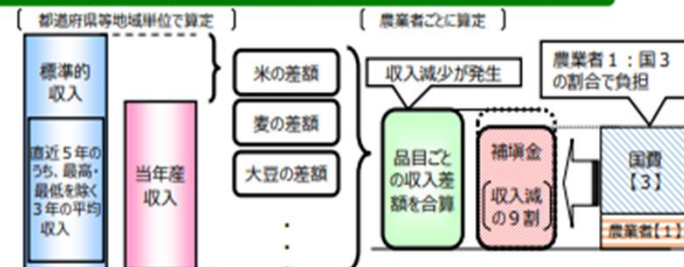 〔 都道府県等地域単位で算定 〕
〔 農業者ごとに算定 〕
標準的
収入
直近５年の
うち、最高・
最低を除く
３年の平均
収入
当年産
収入
米の差額
麦の差額
大豆の差額
・
・
収入減少が発生
品目ごと
の収入差
額を合算
補塡金
収入減
の９割
農業者１：国３
の割合で負担
国費
【３】
農業者【１】